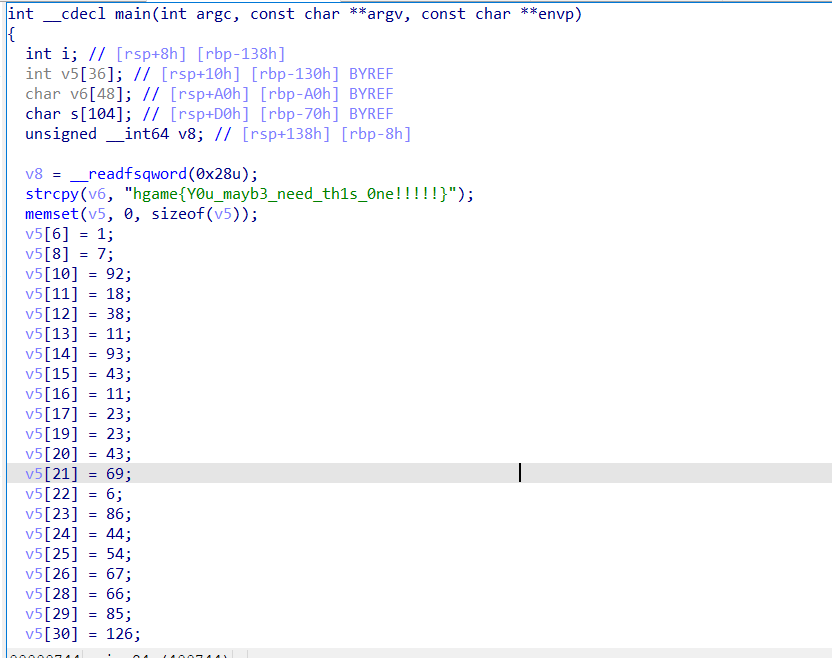 int __cdecl main(int argc, const char **argv, const char **envp)
{
int i; // [rsp+8h] [rbp-138h]
int v5[36]; // [rsp+10h] [rbp-130h] BYREF
char v6[48]; // [rsp+A0h] [rbp-A0h] BYREF
char s[104]; // [rsp+D0h] [rbp-70h] BYREF
unsigned __int64 v8; // [rsp+138h] [rbp-8h]
v8 = __readfsqword(0x28u);
strcpy(v6, "hgame{Y0u_mayb3_need_th1s_0ne!!!!!}");
memset(v5, 0, sizeof(v5));
v5[6] = 1;
v5[8] = 7;
v5[10] = 92;
v5[11] = 18;
v5[12] = 38;
v5[13] = 11;
v5[14] = 93;
v5[15] = 43;
v5[16] = 11;
v5[17] = 23;
v5[19] = 23;
v5[20] = 43;
v5[21] = 69;
v5[22] = 6;
v5[23] = 86;
v5[24] = 44;
v5[25] = 54;
v5[26] = 67;
v5[28] = 66;
v5[29] = 85;
v5[30] = 126;